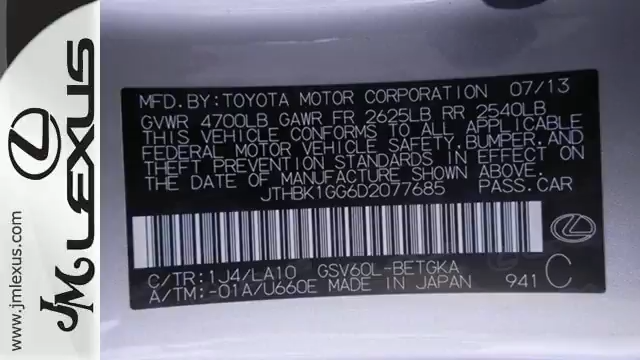 JM LEXUS
www.jmlexus.com
MFD.BY:TOYOTA MOTOR CORPORATION 07/13
GVWR 4700LB GAWR FR 2625LB RR 2540LB
THIS VEHICLE CONFORMS TO ALL APPLICABLE
FEDERAL MOTOR VEHICLE SAFETY,BUMPER,AND
THEFT PREVENTION STANDARDS IN EFFECT ON
THE DATE OF MANUFACTURE SHOWN ABOVE.
JTHBK1GG6D2077685 PASS.CAR
C/TR:1J4/LA10 GSV60L-BETGKA
A/TM:-01A/U660E MADE IN JAPAN 941 C